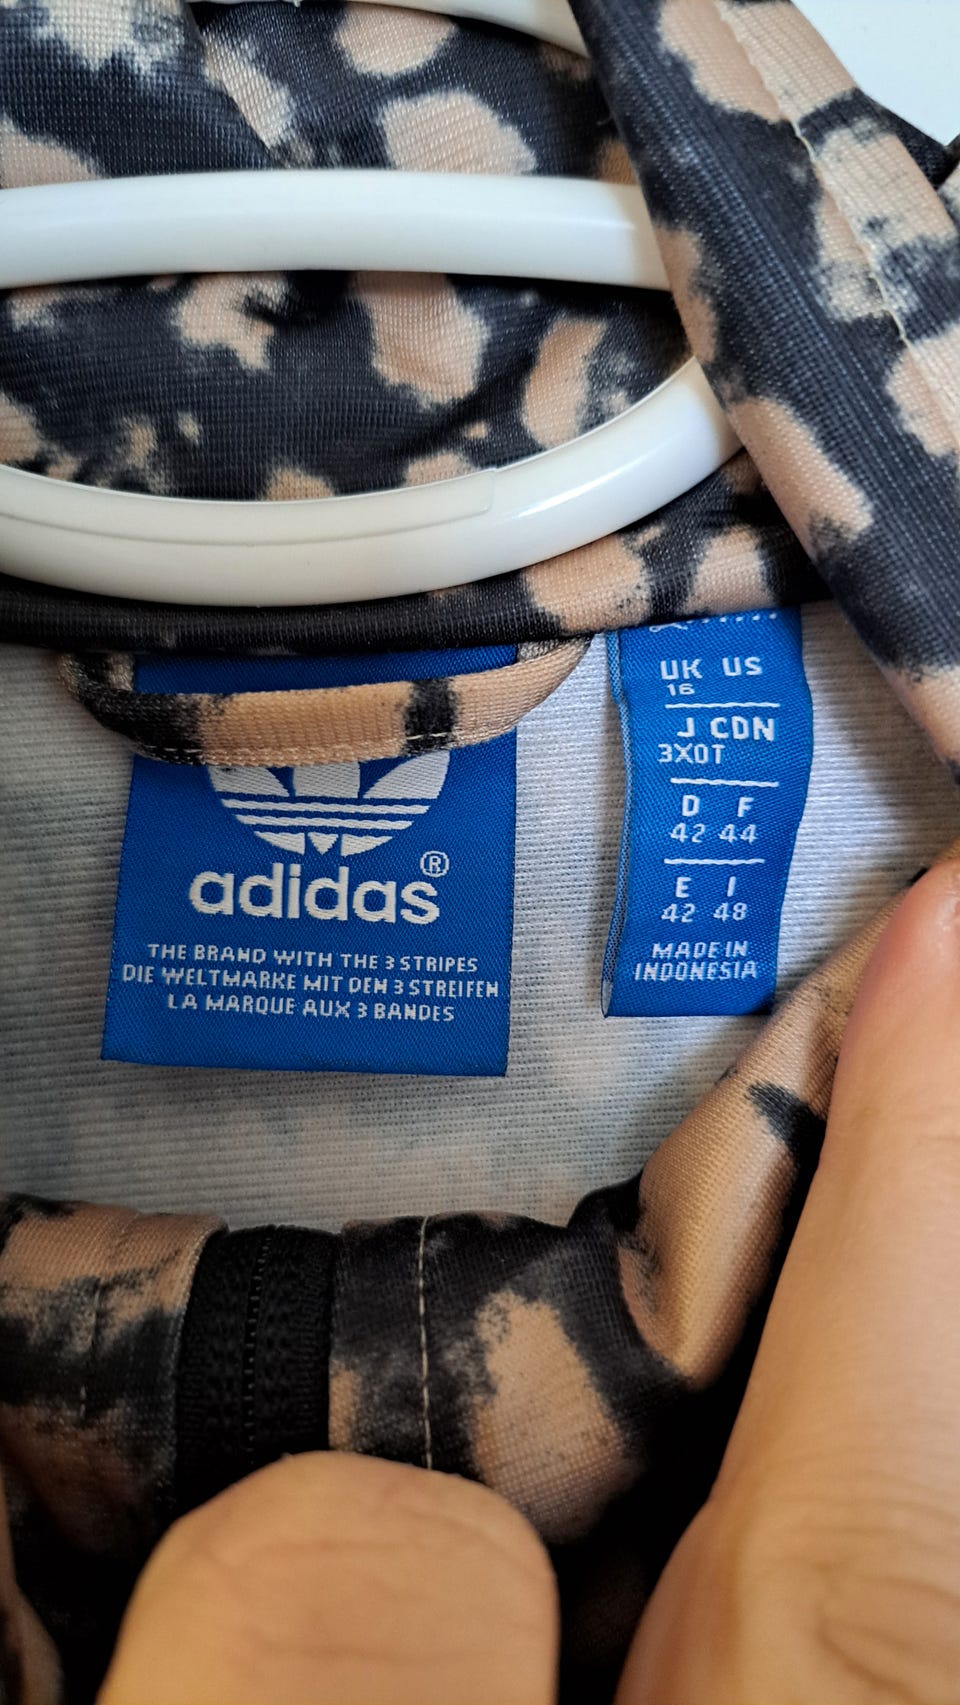 adidas®
THE BRAND WITH THE 3 STRIPES
DIE WELTMARKE MIT DEN 3 STREIFEN
LA MARQUE AUX 3 BANDES
UK US
16
J CDN
3XOT
D F
42 44
E I
42 48
MADE IN
INDONESIA